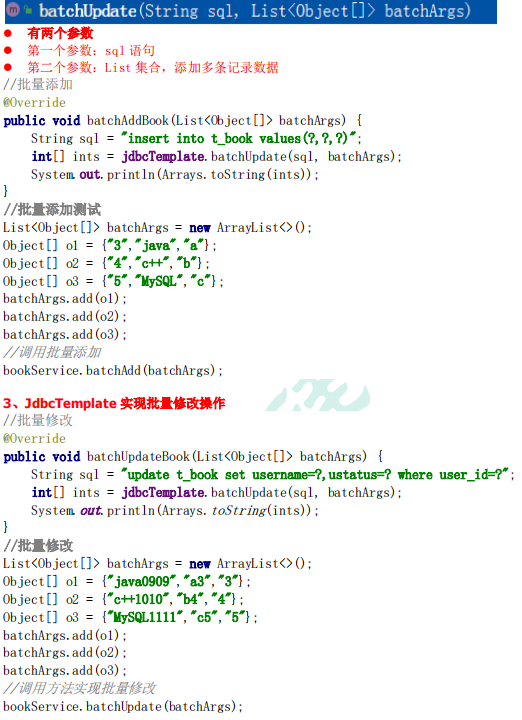 batchUpdate(String sql, List<Object[]> batchArgs)
● 有两个参数
● 第一个参数：sql 语句
● 第二个参数：List 集合，添加多条记录数据
//批量添加
@Override
public void batchAddBook(List<Object[]> batchArgs) {
    String sql = "insert into t_book values(?,?,?)";
    int[] ints = jdbcTemplate.batchUpdate(sql, batchArgs);
    System.out.println(Arrays.toString(ints));
}
//批量添加测试
List<Object[]> batchArgs = new ArrayList<>();
Object[] o1 = {"3","java","a"};
Object[] o2 = {"4","c++","b"};
Object[] o3 = {"5","MySQL","c"};
batchArgs.add(o1);
batchArgs.add(o2);
batchArgs.add(o3);
//调用批量添加
bookService.batchAdd(batchArgs);
3、JdbcTemplate 实现批量修改操作
//批量修改
@Override
public void batchUpdateBook(List<Object[]> batchArgs) {
    String sql = "update t_book set username=?,ustatus=? where user_id=?";
    int[] ints = jdbcTemplate.batchUpdate(sql, batchArgs);
    System.out.println(Arrays.toString(ints));
}
//批量修改
List<Object[]> batchArgs = new ArrayList<>();
Object[] o1 = {"java0909","a3","3"};
Object[] o2 = {"c++1010","b4","4"};
Object[] o3 = {"MySQL1111","c5","5"};
batchArgs.add(o1);
batchArgs.add(o2);
batchArgs.add(o3);
//调用方法实现批量修改
bookService.batchUpdate(batchArgs);